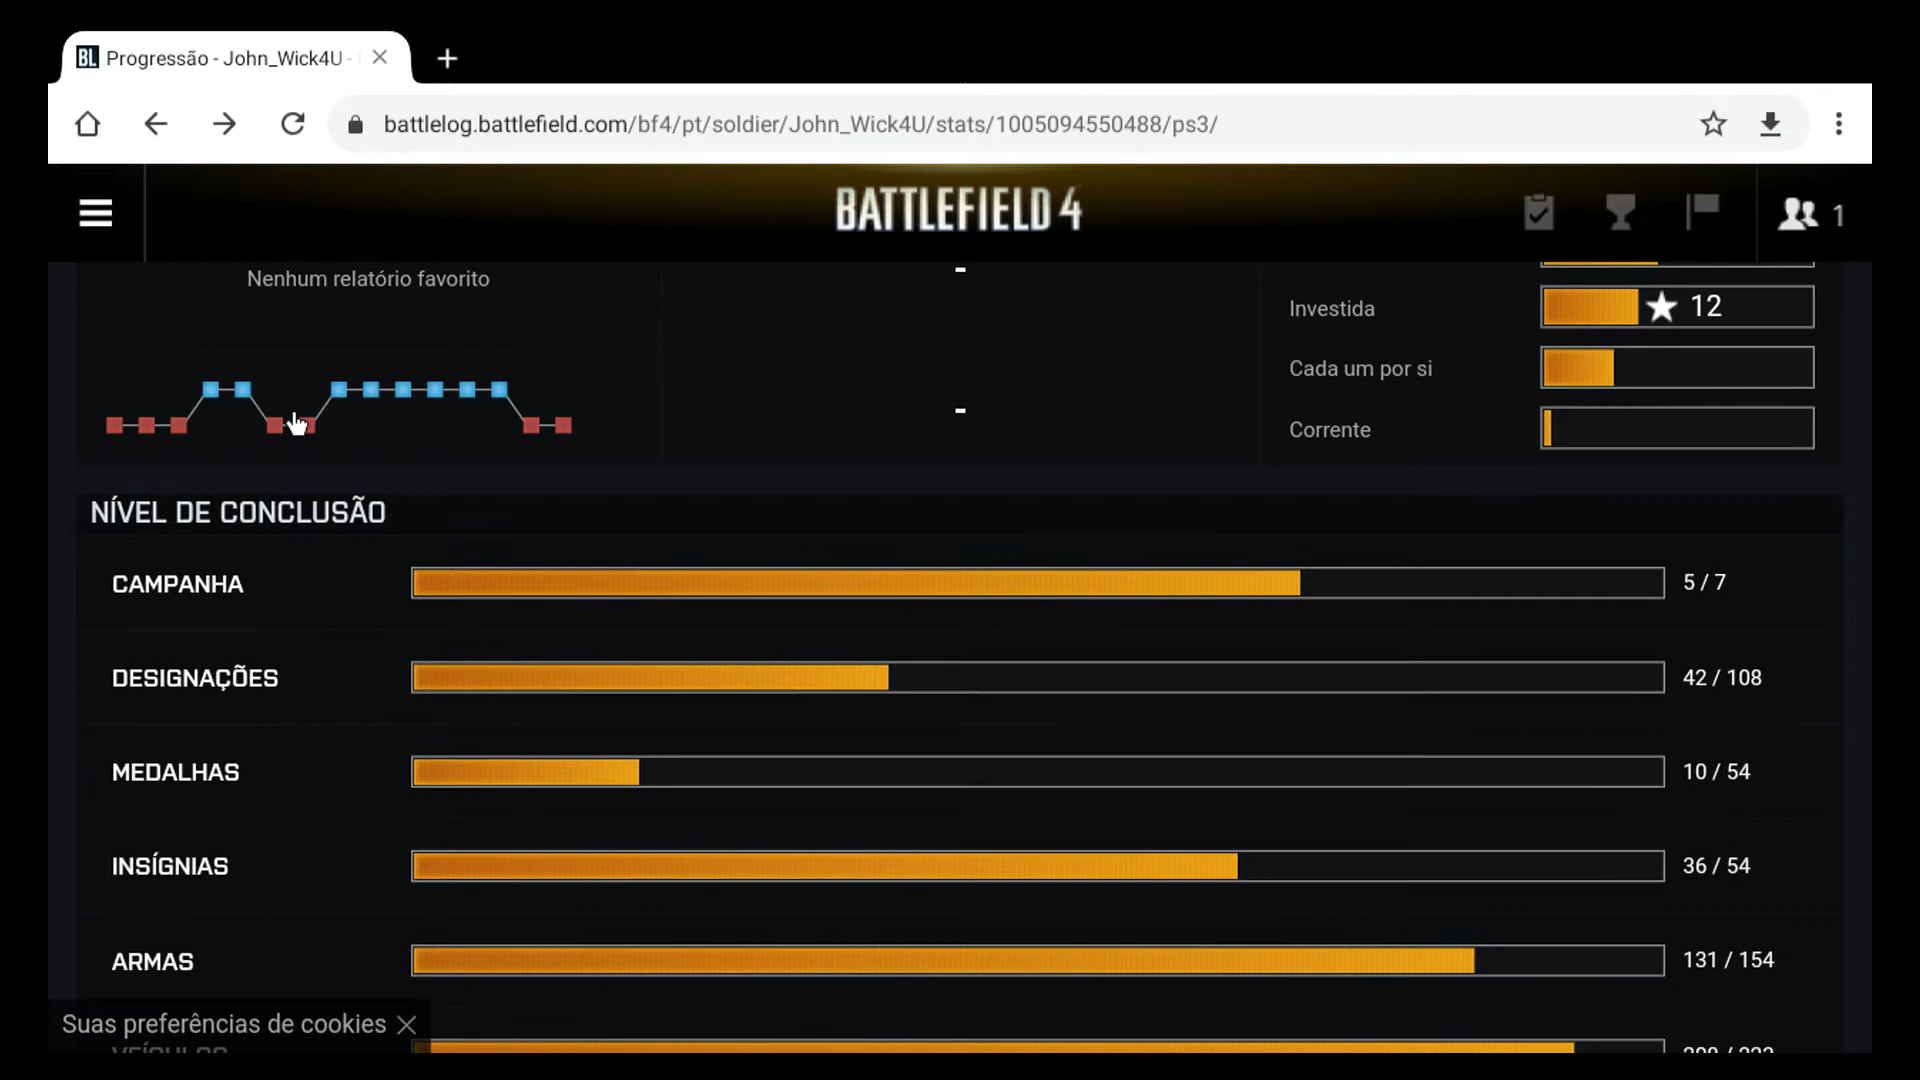 BL Progressão - John_Wick4U -
battlelog.battlefield.com/bf4/pt/soldier/John_Wick4U/stats/1005094550488/ps3/
BATTLEFIELD 4
1
Nenhum relatório favorito
-
Investida
12
Cada um por si
-
Corrente
NÍVEL DE CONCLUSÃO
CAMPANHA
5 / 7
DESIGNAÇÕES
42 / 108
MEDALHAS
10 / 54
INSÍGNIAS
36 / 54
ARMAS
131 / 154
Suas preferências de cookies